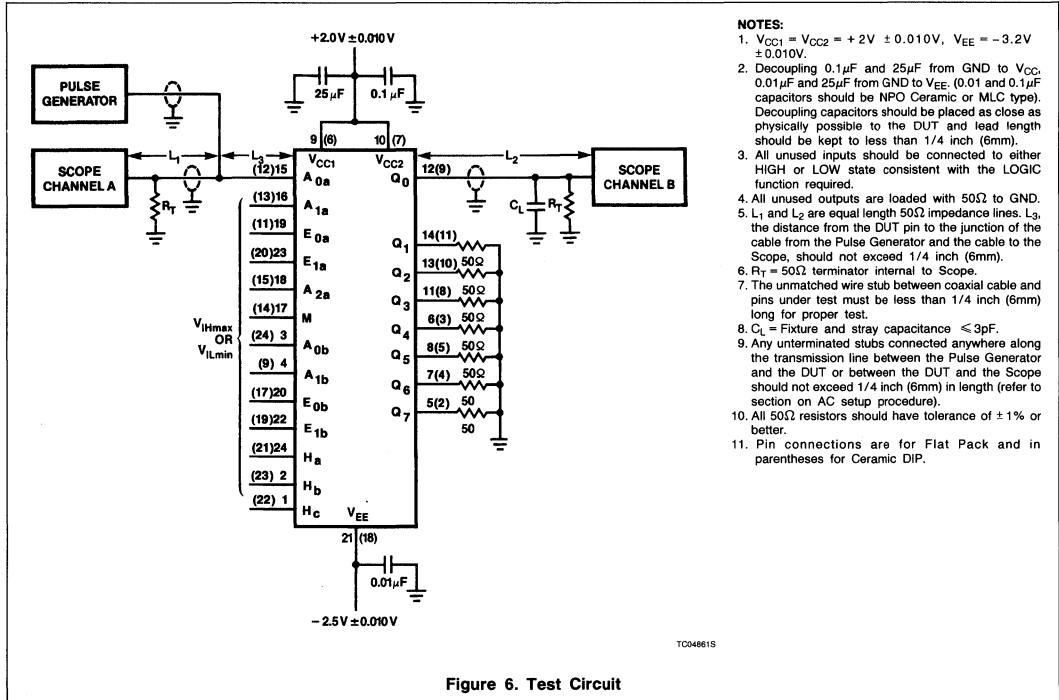 +2.0V ±0.010V
25μF
0.1μF
PULSE
GENERATOR
SCOPE
CHANNEL A
L1
L3
RT
9 (6)
10 (7)
VCC1
VCC2
L2
SCOPE
CHANNEL B
(12)15
A0a
Q0
12(9)
CL
RT
(13)16
A1a
(11)19
E0a
(20)23
E1a
(15)18
A2a
(14)17
M
(24) 3
A0b
(9) 4
A1b
(17)20
E0b
(19)22
E1b
(21)24
Ha
(23) 2
Hb
(22) 1
Hc
VIHmax
OR
VILmin
Q1
14(11)
Q2
13(10) 50Ω
Q3
11(8) 50Ω
Q4
6(3) 50Ω
Q5
8(5) 50Ω
Q6
7(4) 50Ω
Q7
5(2) 50
50
VEE
21 (18)
0.01μF
−2.5V ±0.010V
TC04861S
NOTES:
1. VCC1 = VCC2 = +2V ±0.010V, VEE = −3.2V
±0.010V.
2. Decoupling 0.1μF and 25μF from GND to VCC,
0.01μF and 25μF from GND to VEE. (0.01 and 0.1μF
capacitors should be NPO Ceramic or MLC type).
Decoupling capacitors should be placed as close as
physically possible to the DUT and lead length
should be kept to less than 1/4 inch (6mm).
3. All unused inputs should be connected to either
HIGH or LOW state consistent with the LOGIC
function required.
4. All unused outputs are loaded with 50Ω to GND.
5. L1 and L2 are equal length 50Ω impedance lines. L3,
the distance from the DUT pin to the junction of the
cable from the Pulse Generator and the cable to the
Scope, should not exceed 1/4 inch (6mm).
6. RT = 50Ω terminator internal to Scope.
7. The unmatched wire stub between coaxial cable and
pins under test must be less than 1/4 inch (6mm)
long for proper test.
8. CL = Fixture and stray capacitance ≤ 3pF.
9. Any unterminated stubs connected anywhere along
the transmission line between the Pulse Generator
and the DUT or between the DUT and the Scope
should not exceed 1/4 inch (6mm) in length (refer to
section on AC setup procedure).
10. All 50Ω resistors should have tolerance of ±1% or
better.
11. Pin connections are for Flat Pack and in
parentheses for Ceramic DIP.
Figure 6. Test Circuit